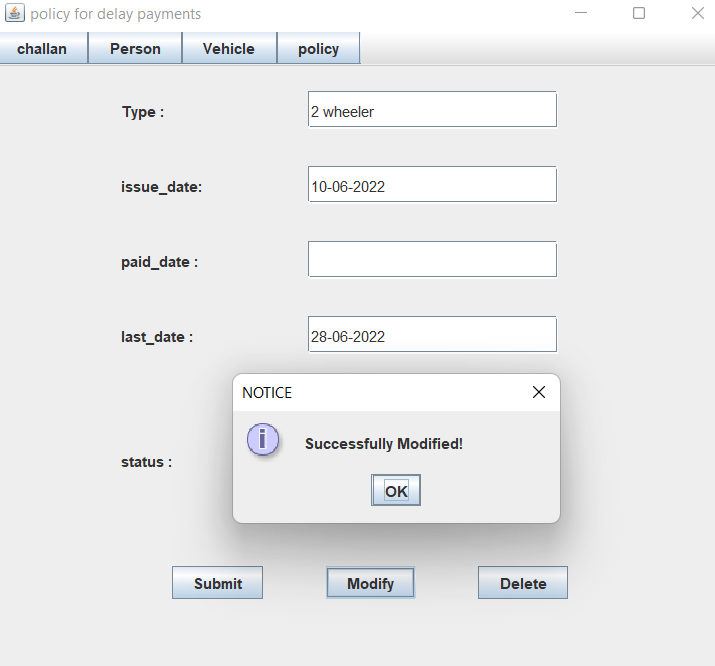 policy for delay payments
challan Person Vehicle policy
Type : 2 wheeler
issue_date: 10-06-2022
paid_date :
last_date : 28-06-2022
NOTICE
i
Successfully Modified!
status :
OK
Submit Modify Delete